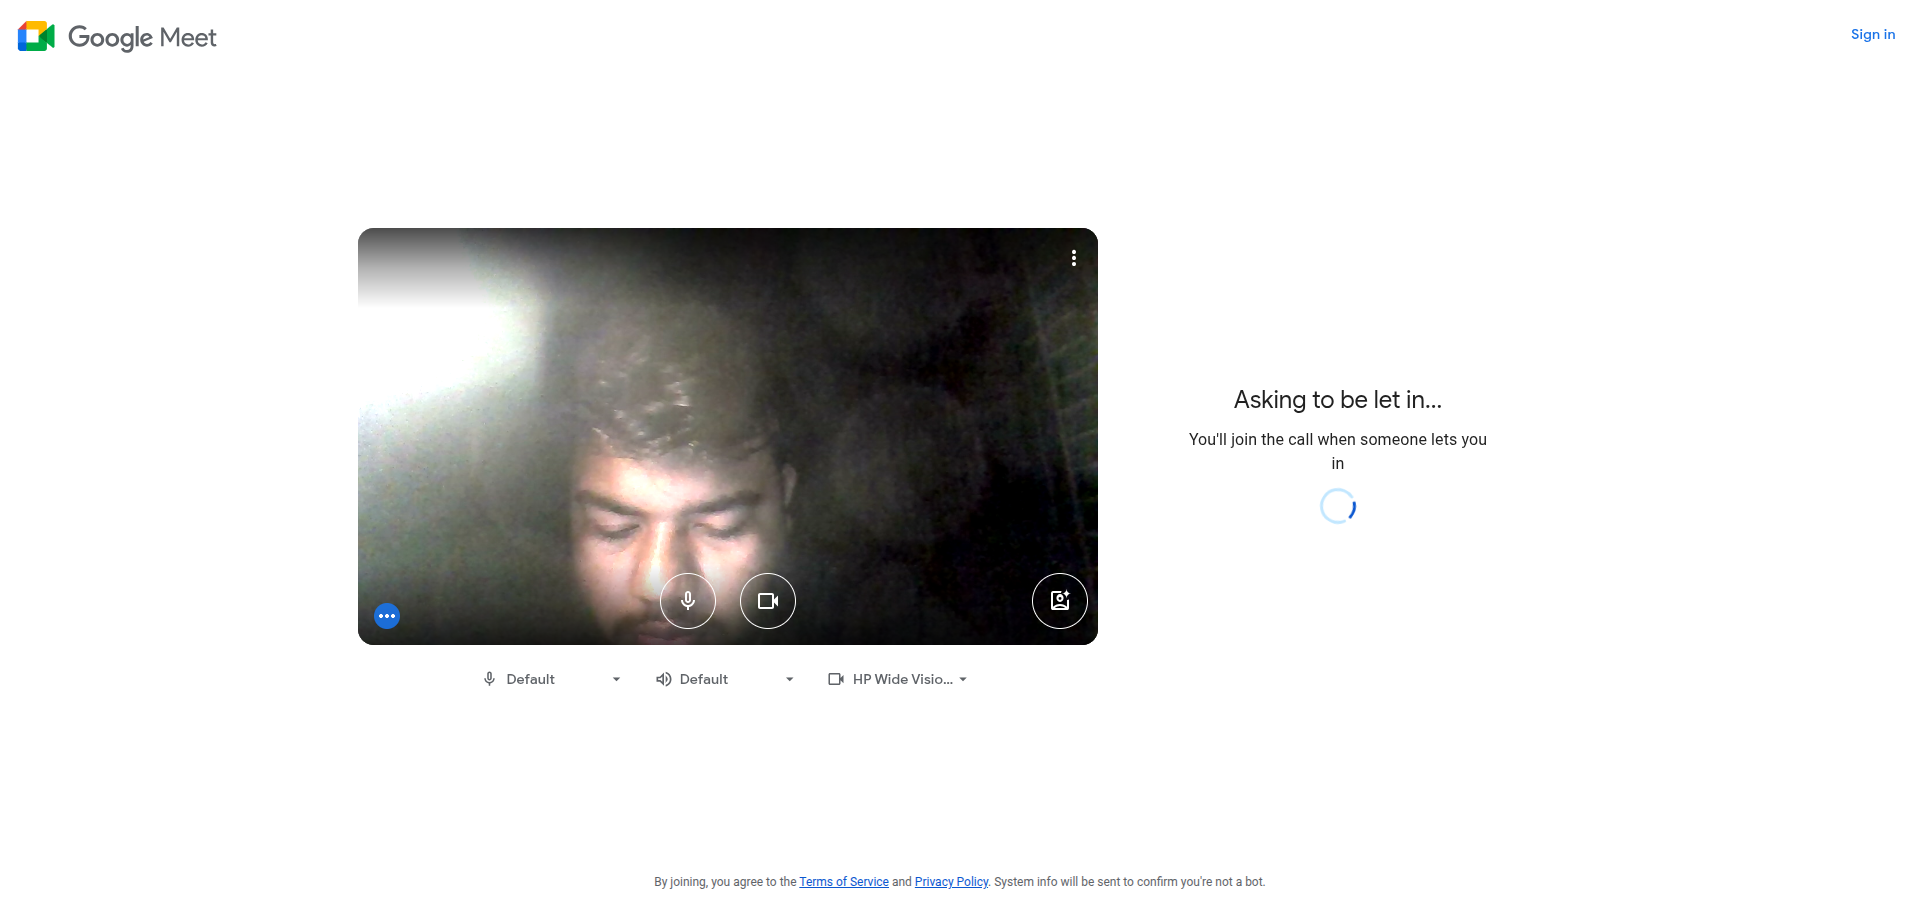 Google Meet
Sign in
Asking to be let in...
You'll join the call when someone lets you
in
Default
Default
HP Wide Visio...
By joining, you agree to the Terms of Service and Privacy Policy. System info will be sent to confirm you're not a bot.